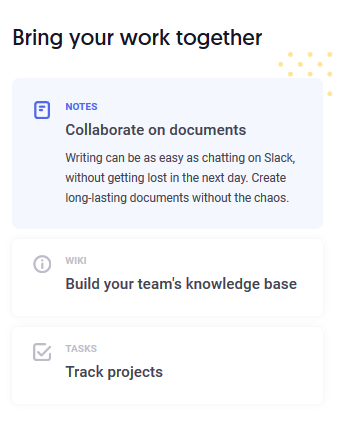 Bring your work together
NOTES
Collaborate on documents
Writing can be as easy as chatting on Slack,
without getting lost in the next day. Create
long-lasting documents without the chaos.
WIKI
Build your team's knowledge base
TASKS
Track projects